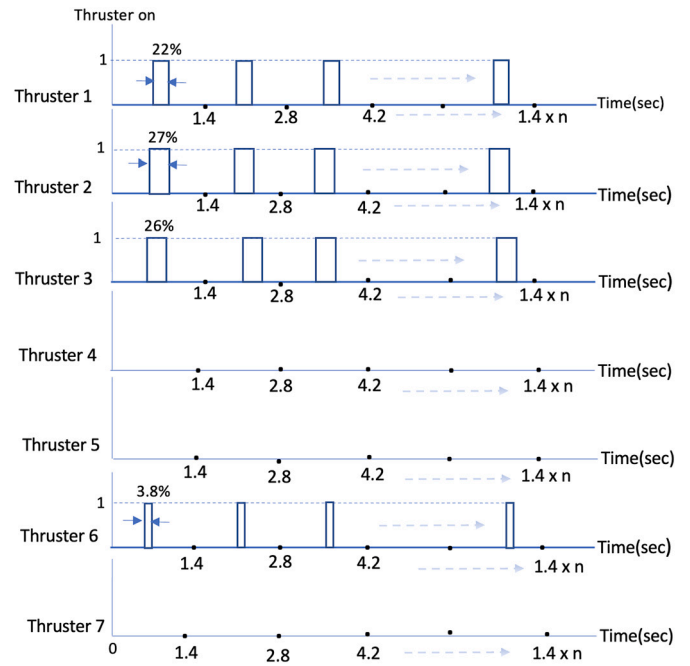 Thruster on
22%
1
Thruster 1
Time(sec)
1.4 2.8 4.2 1.4 x n
27%
1
Thruster 2
Time(sec)
1.4 2.8 4.2 1.4 x n
26%
1
Thruster 3
Time(sec)
1.4 2.8 4.2 1.4 x n
Thruster 4
Time(sec)
1.4 2.8 4.2 1.4 x n
Thruster 5
Time(sec)
1.4 2.8 4.2 1.4 x n
3.8%
1
Thruster 6
Time(sec)
1.4 2.8 4.2 1.4 x n
Thruster 7
Time(sec)
0 1.4 2.8 4.2 1.4 x n